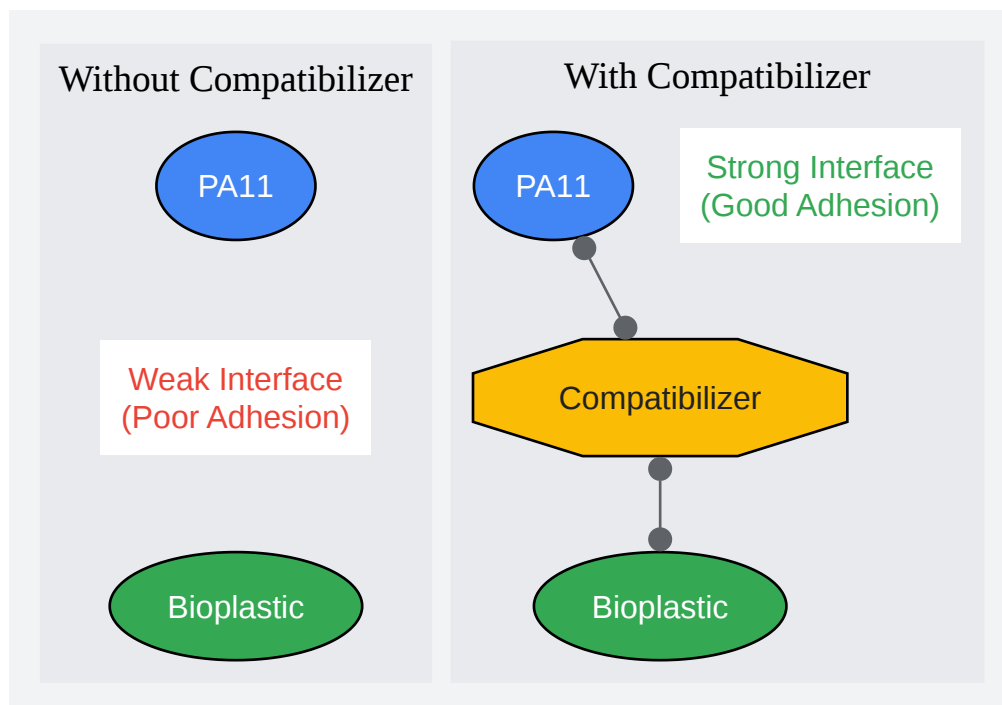 Without Compatibilizer
PA11
Weak Interface
(Poor Adhesion)
Bioplastic
With Compatibilizer
PA11
Strong Interface
(Good Adhesion)
Compatibilizer
Bioplastic